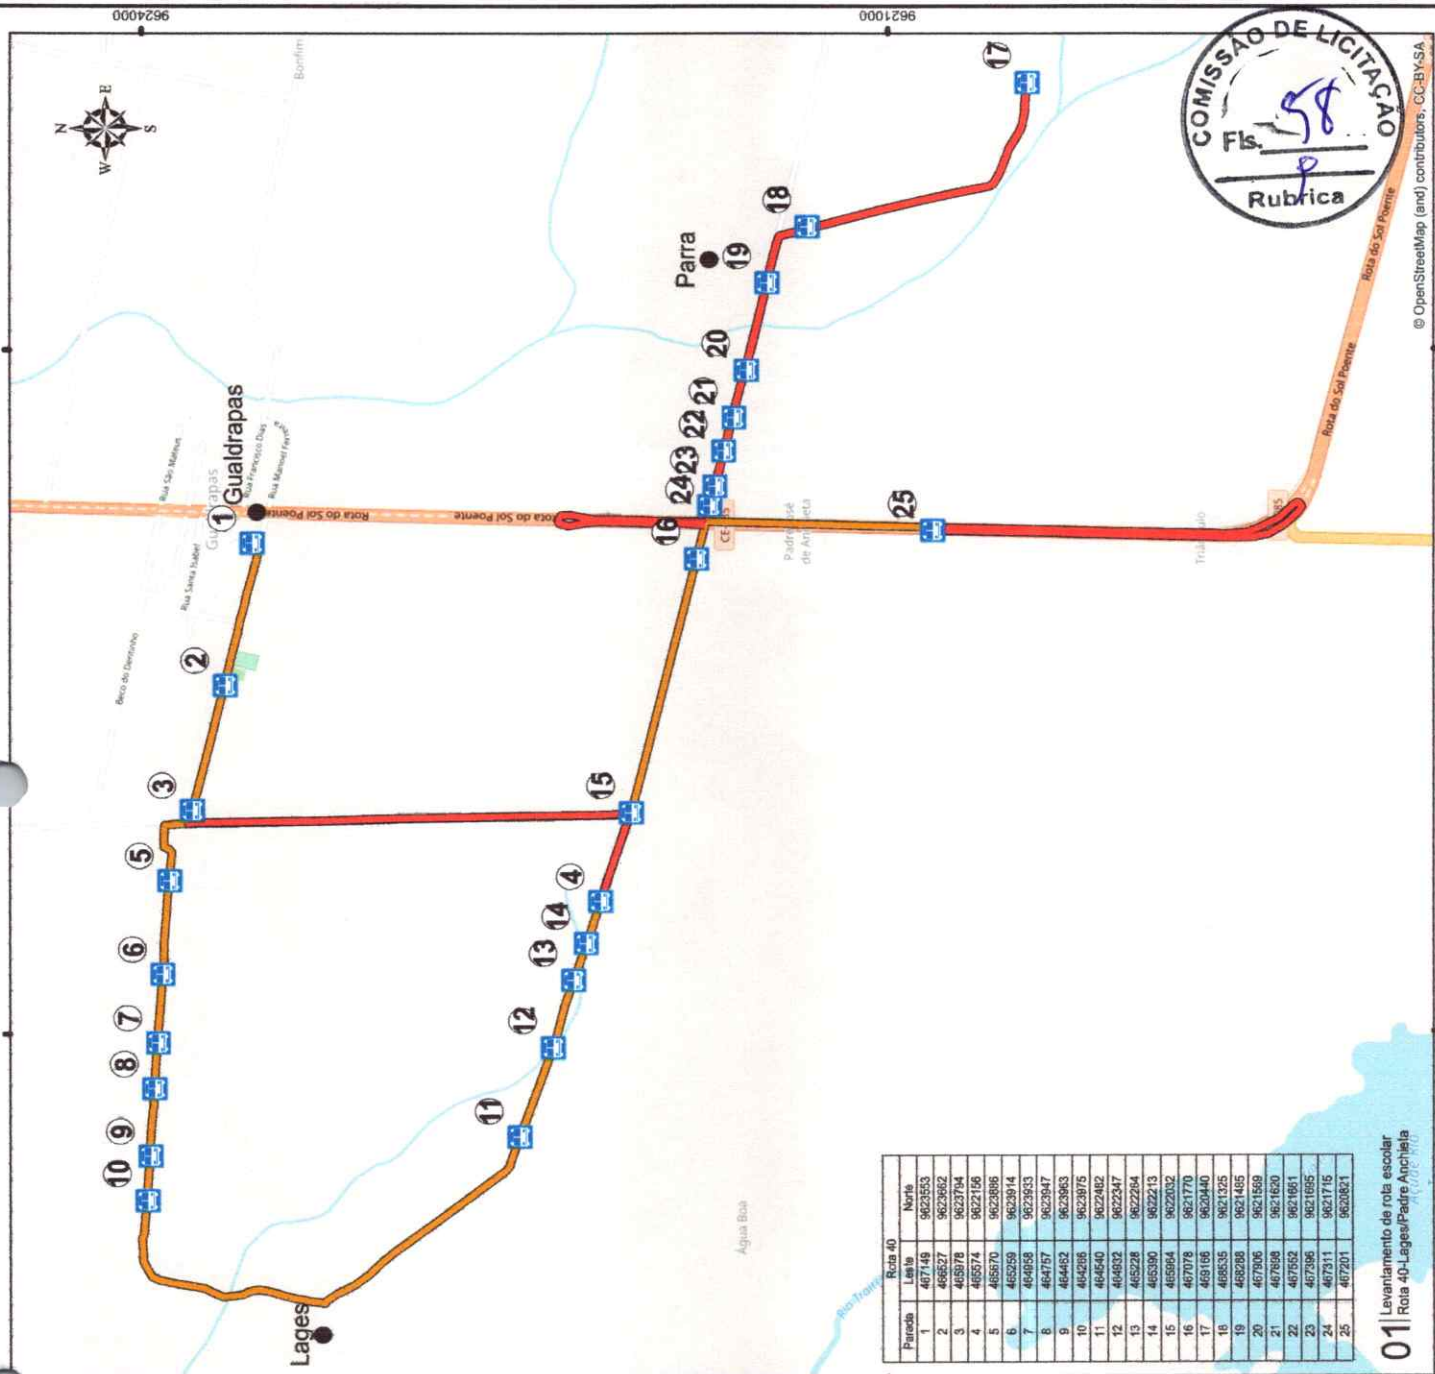 9624000
9621000
N
E
S
W
Bonfim
COMISSÃO DE LICITAÇÃO
Fls. 58
Rubrica
© OpenStreetMap (and) contributors, CC-BY-SA
Rua São Mateus
Gualdrapas
Rua Francisco Dias
Rua Santa Isabel
Beco do Dentinho
Rota do Sol Poente
Rota do Sol Poente
Rota do Sol Poente
Rota do Sol Poente
Rota do Sol Poente
Parra
Padre José
de Anchieta
Triângulo
Lages
Água Boa
1
2
3
5
6
7
8
9
10
11
12
13
14
4
15
16
17
18
19
20
21
22
23
24
25
Rota 40
Parada Leste Norte
1 467149 9623553
2 466527 9623662
3 465978 9623794
4 465574 9622156
5 465670 9623886
6 465259 9623914
7 464958 9623933
8 464757 9623947
9 464462 9623963
10 464266 9623975
11 464540 9622482
12 464932 9622347
13 465228 9622264
14 465390 9622213
15 465964 9622032
16 467078 9621770
17 469166 9620440
18 468535 9621325
19 468288 9621485
20 467906 9621569
21 467698 9621620
22 467552 9621661
23 467396 9621695
24 467311 9621715
25 467201 9620821
01 Levantamento de rota escolar
Rota 40-Lages/Padre Anchieta